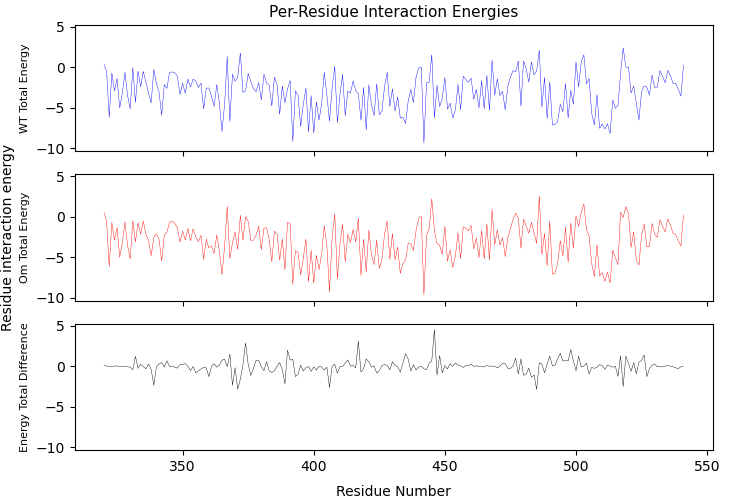 Per-Residue Interaction Energies
Residue interaction energy
WT Total Energy
5
0
−5
−10
Om Total Energy
5
0
−5
−10
Energy Total Difference
5
0
−5
−10
350
400
450
500
550
Residue Number